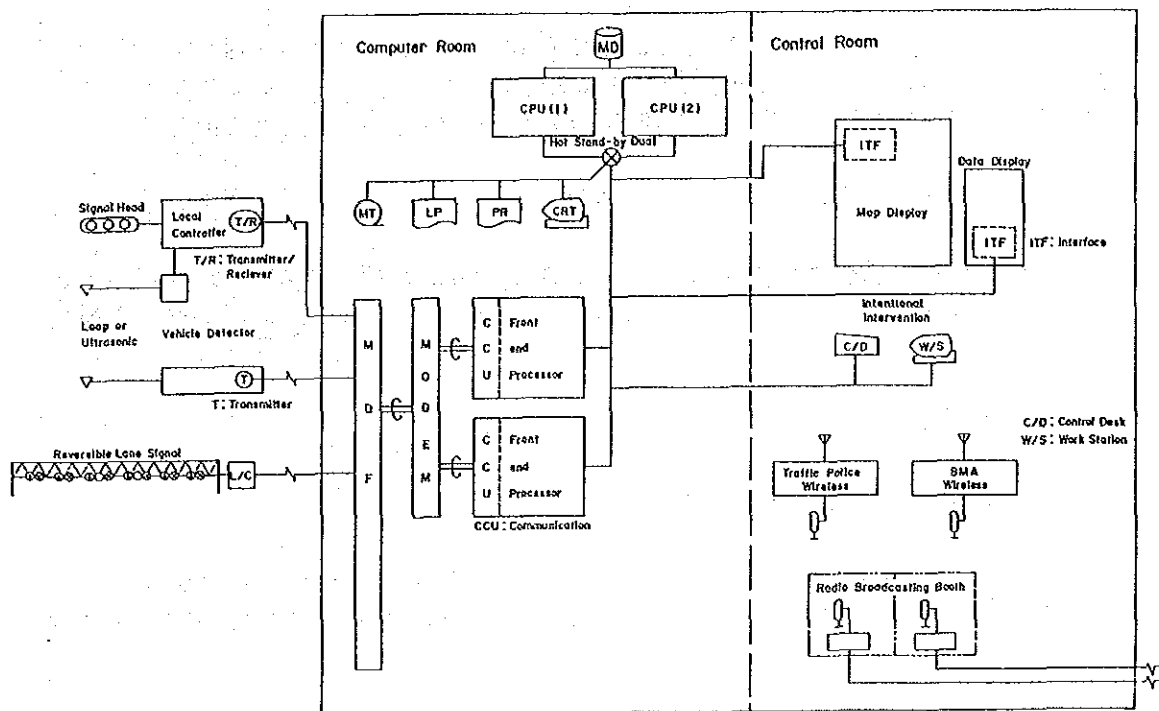 Computer Room
Control Room
MD
CPU(1)
CPU(2)
Hot Stand-by Dual
MT
LP
PR
CRT
ITF
Map Display
Data Display
ITF
ITF: Interface
Signal Head
Local
Controller
T/R
T/R: Transmitter/
Reciever
Loop or
Ultrasonic
Vehicle Detector
T
T: Transmitter
Reversible Lane Signal
L/C
M
D
F
M
O
D
E
M
C
C
U
Front
end
Processor
C
C
U
Front
end
Processor
CCU: Communication
Intentional
Intervention
C/D
W/S
C/D: Control Desk
W/S: Work Station
Traffic Police
Wireless
BMA
Wireless
Radio Broadcasting Booth